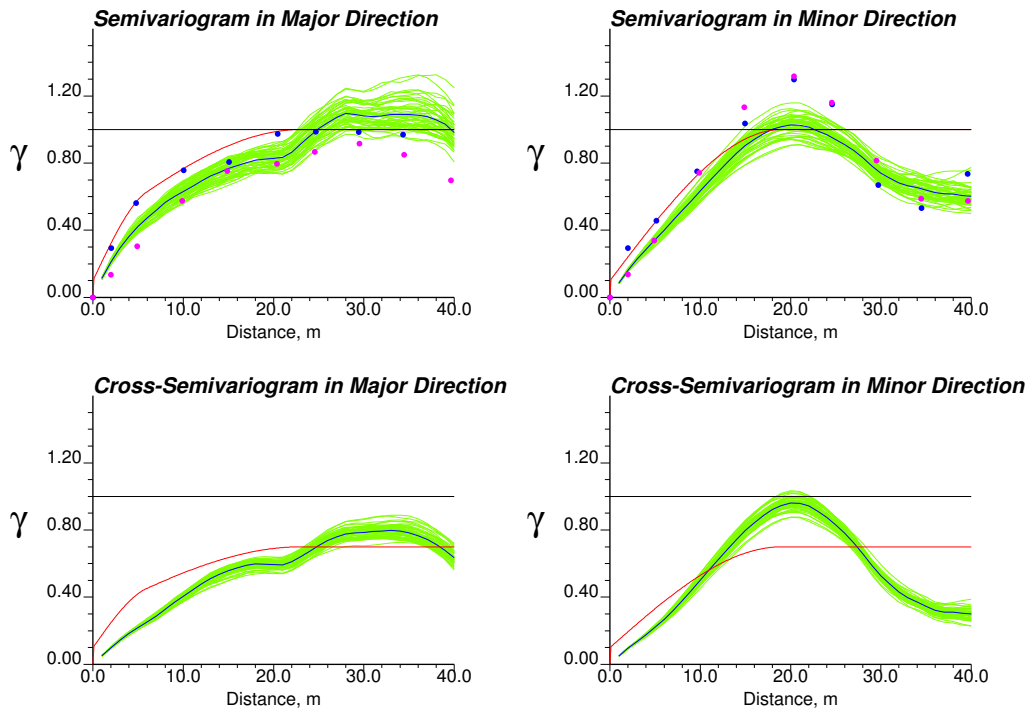 Semivariogram in Major Direction
γ
1.20
0.80
0.40
0.00
0.0 10.0 20.0 30.0 40.0
Distance, m
Semivariogram in Minor Direction
γ
1.20
0.80
0.40
0.00
0.0 10.0 20.0 30.0 40.0
Distance, m
Cross-Semivariogram in Major Direction
γ
1.20
0.80
0.40
0.00
0.0 10.0 20.0 30.0 40.0
Distance, m
Cross-Semivariogram in Minor Direction
γ
1.20
0.80
0.40
0.00
0.0 10.0 20.0 30.0 40.0
Distance, m